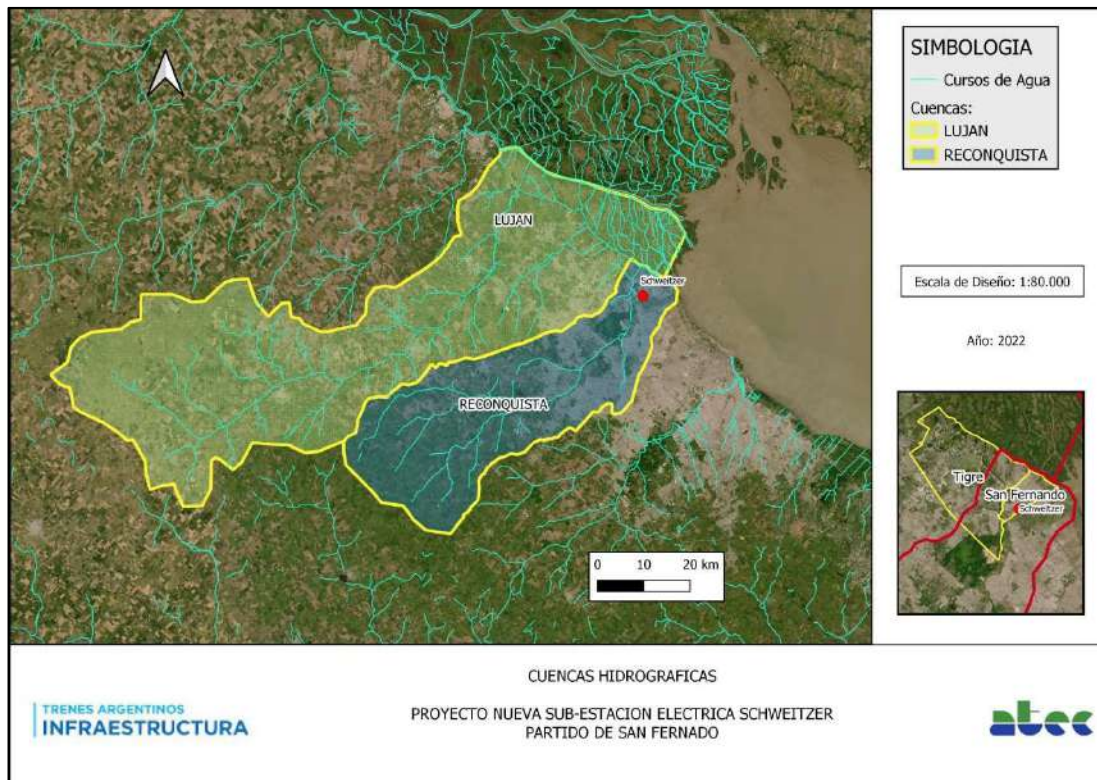 SIMBOLOGIA
Cursos de Agua
Cuencas:
LUJAN
RECONQUISTA
LUJAN
Schweitzer
RECONQUISTA
0 10 20 km
Escala de Diseño: 1:80.000
Año: 2022
Tigre
San Fernando
Schweitzer
CUENCAS HIDROGRAFICAS
PROYECTO NUEVA SUB-ESTACION ELECTRICA SCHWEITZER
PARTIDO DE SAN FERNADO
TRENES ARGENTINOS
INFRAESTRUCTURA
atec